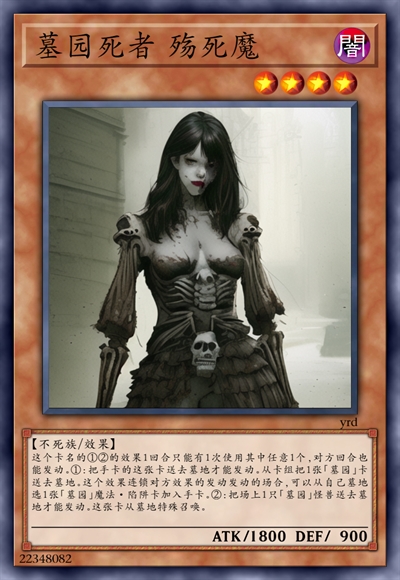 墓园死者 殇死魔
闇
yrd
【不死族/效果】
这个卡名的①②的效果1回合只能有1次使用其中任意1个,对方回合也
能发动。①:把手卡的这张卡送去墓地才能发动。从卡组把1张「墓园」卡
送去墓地。这个效果连锁对方效果的发动发动的场合,可以从自己墓地
选1张「墓园」魔法·陷阱卡加入手卡。②:把场上1只「墓园」怪兽送去墓
地才能发动。这张卡从墓地特殊召唤。
ATK/1800 DEF/ 900
22348082